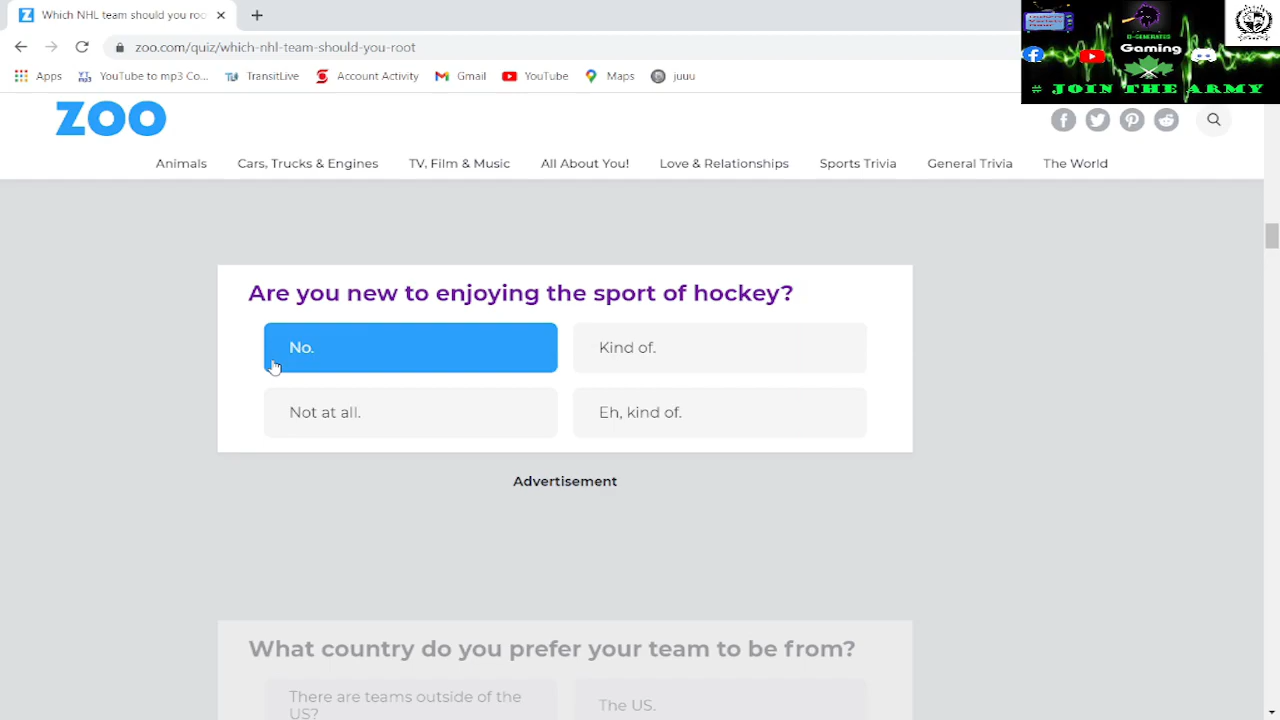 Which NHL team should you roo
zoo.com/quiz/which-nhl-team-should-you-root
Apps
YouTube to mp3 Co...
TransitLive
Account Activity
Gmail
YouTube
Maps
juuu
Gaming
# JOIN THE ARMY
ZOO
Animals
Cars, Trucks & Engines
TV, Film & Music
All About You!
Love & Relationships
Sports Trivia
General Trivia
The World
Are you new to enjoying the sport of hockey?
No.
Kind of.
Not at all.
Eh, kind of.
Advertisement
What country do you prefer your team to be from?
There are teams outside of the
US?
The US.